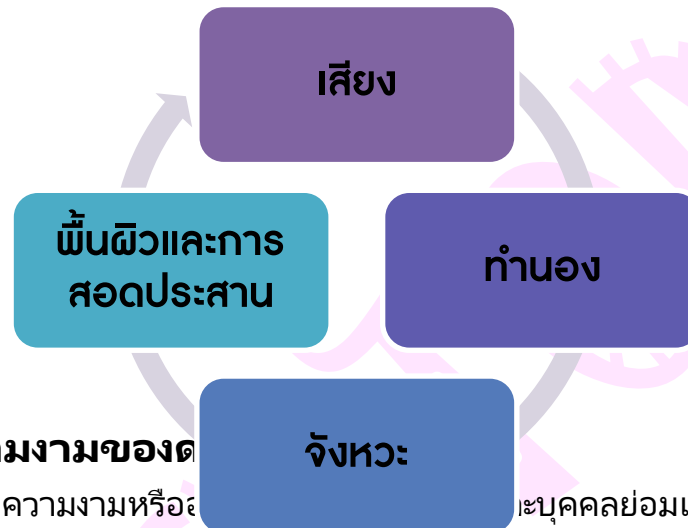 เสียง
พื้นผิวและการ
สอดประสาน
ทำนอง
จังหวะ
มงามของด
ความงามหรือ
บุคคลย่อม